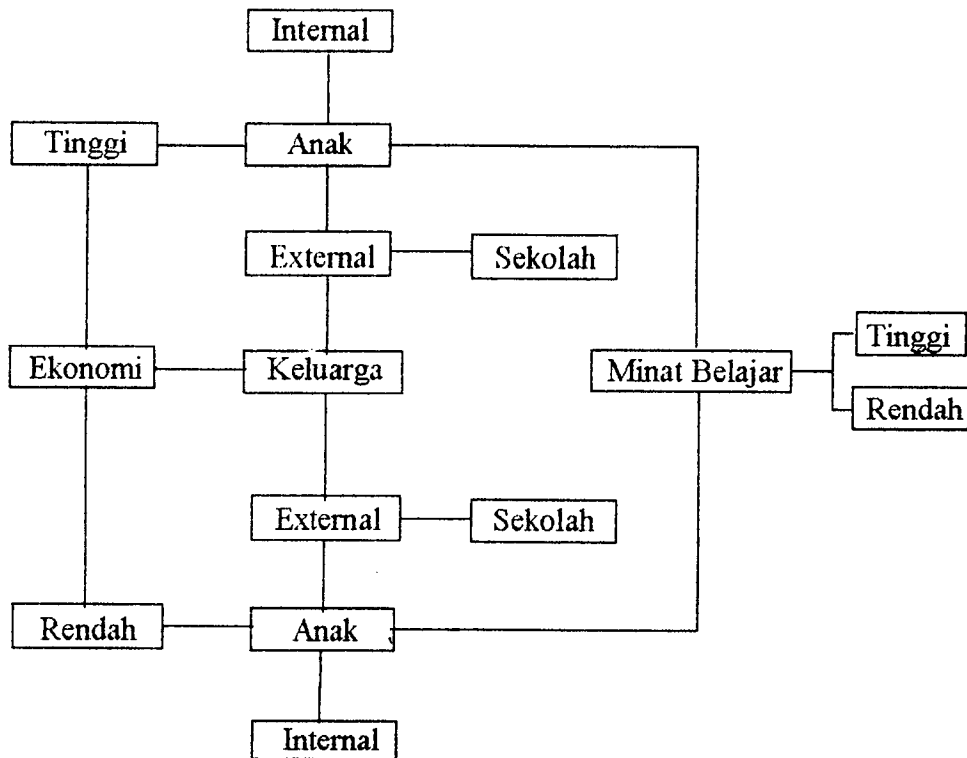 Internal
Tinggi
Anak
External
Sekolah
Ekonomi
Keluarga
Minat Belajar
Tinggi
Rendah
External
Sekolah
Rendah
Anak
Internal